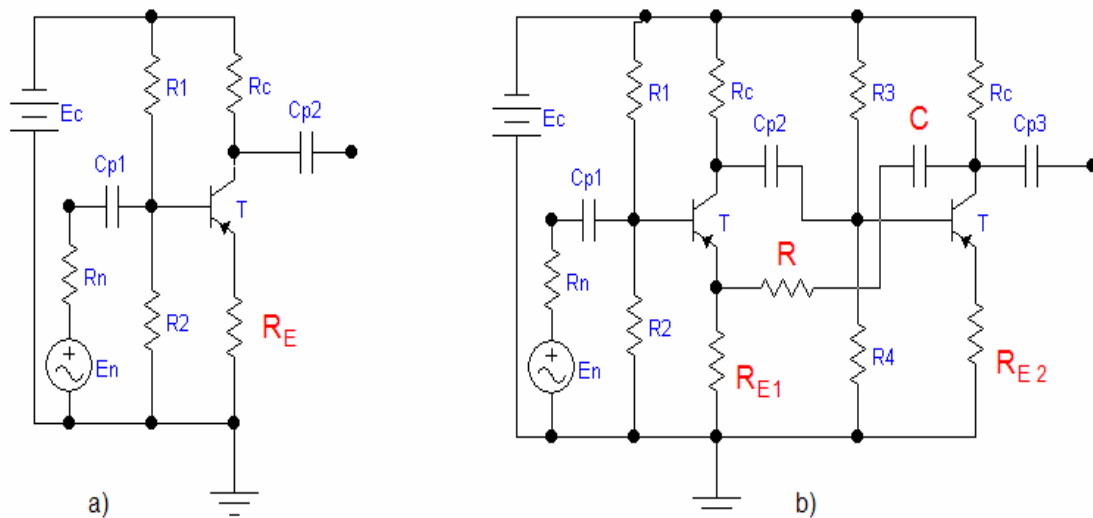 R1
Rc
Ec
Cp2
Cp1
T
Rn
R2
RE
En
a)
R1
Rc
R3
Rc
Ec
C
Cp2
Cp3
Cp1
T
T
R
Rn
R2
R4
RE1
RE2
En
b)